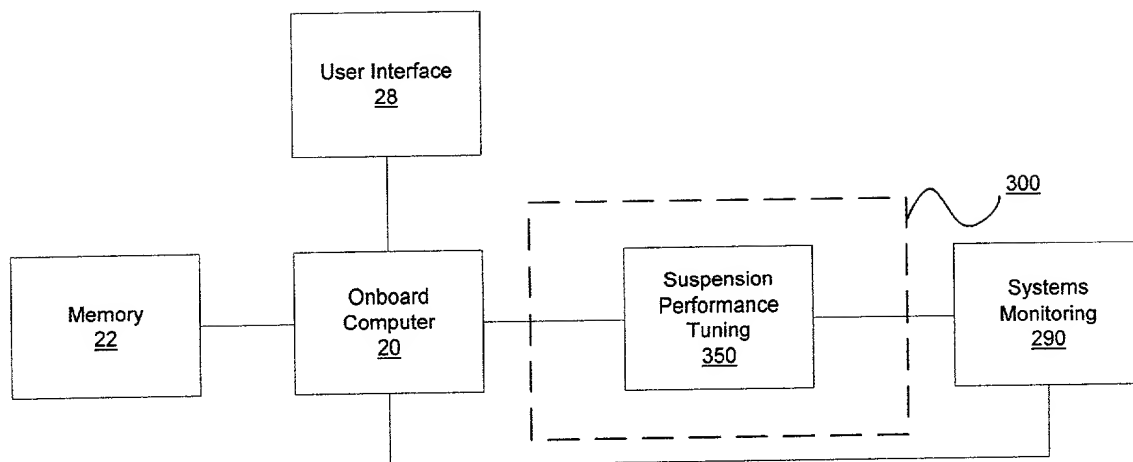 User Interface
28
300
Memory
22
Onboard
Computer
20
Suspension
Performance
Tuning
350
Systems
Monitoring
290